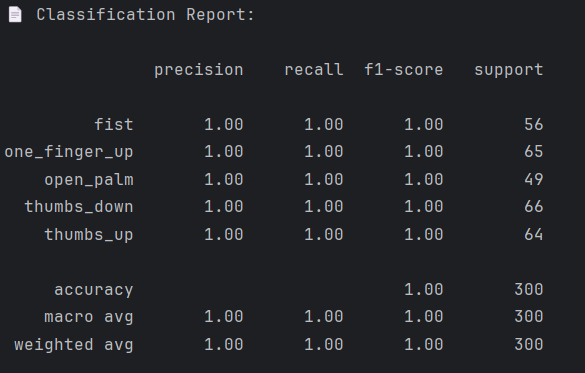 📄 Classification Report:
precision recall f1-score support
fist 1.00 1.00 1.00 56
one_finger_up 1.00 1.00 1.00 65
open_palm 1.00 1.00 1.00 49
thumbs_down 1.00 1.00 1.00 66
thumbs_up 1.00 1.00 1.00 64
accuracy 1.00 300
macro avg 1.00 1.00 1.00 300
weighted avg 1.00 1.00 1.00 300